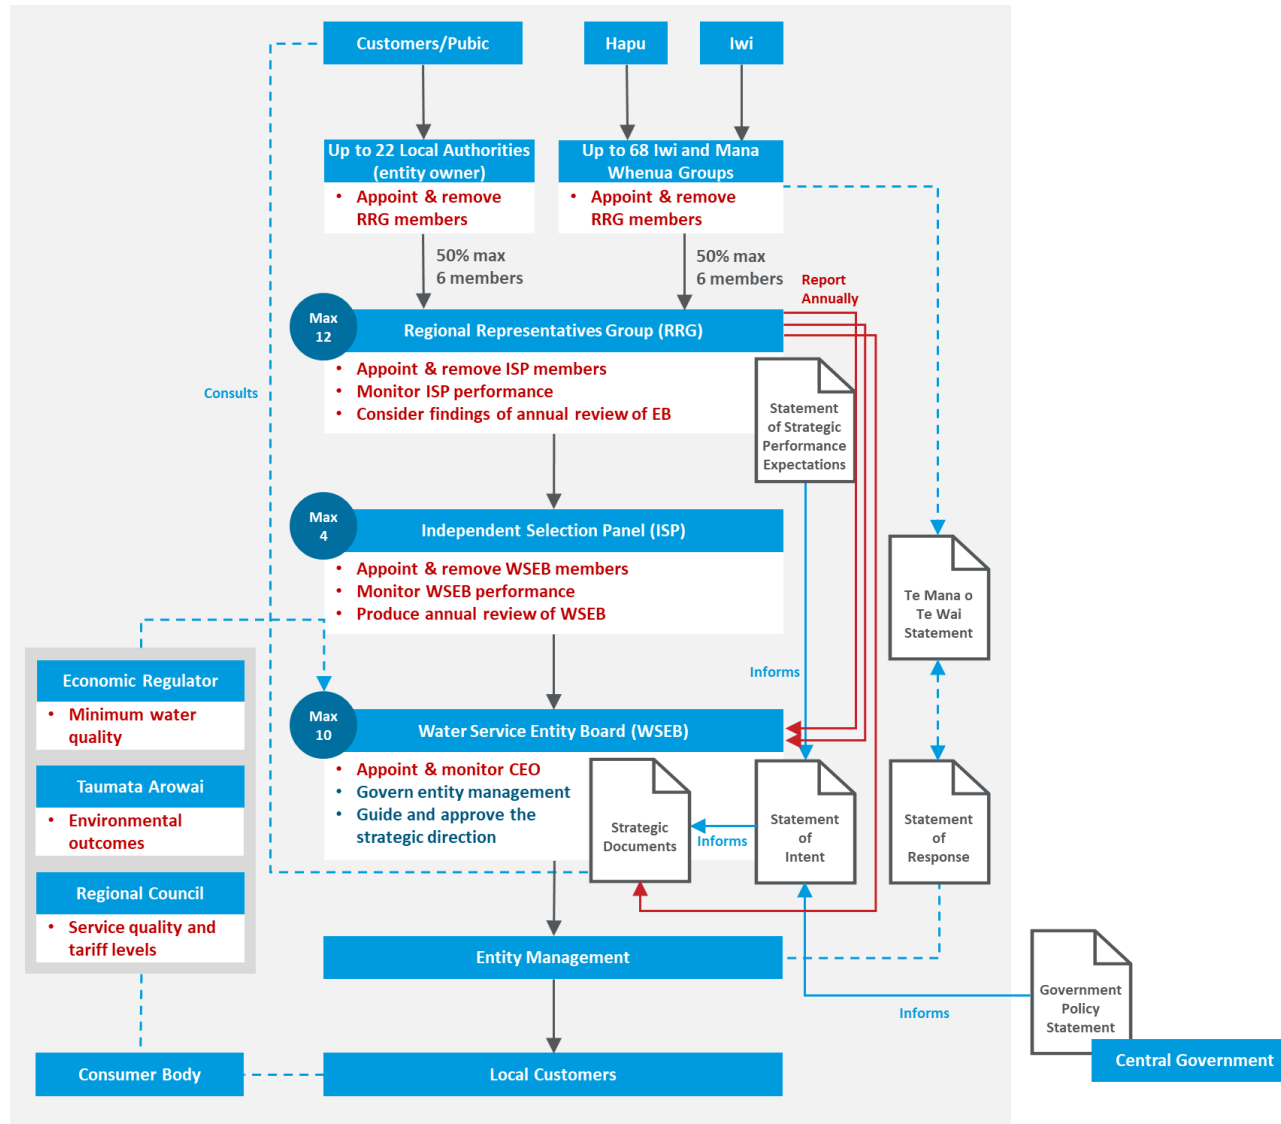 Customers/Pubic
Hapu
Iwi
Up to 22 Local Authorities
(entity owner)
• Appoint & remove
RRG members
Up to 68 Iwi and Mana
Whenua Groups
• Appoint & remove
RRG members
50% max
6 members
50% max
6 members
Report
Annually
Max
12
Regional Representatives Group (RRG)
• Appoint & remove ISP members
• Monitor ISP performance
• Consider findings of annual review of EB
Statement
of Strategic
Performance
Expectations
Consults
Max
4
Independent Selection Panel (ISP)
• Appoint & remove WSEB members
• Monitor WSEB performance
• Produce annual review of WSEB
Te Mana o
Te Wai
Statement
Informs
Economic Regulator
• Minimum water
quality
Taumata Arowai
• Environmental
outcomes
Regional Council
• Service quality and
tariff levels
Max
10
Water Service Entity Board (WSEB)
• Appoint & monitor CEO
• Govern entity management
• Guide and approve the
strategic direction
Strategic
Documents
Informs
Statement
of
Intent
Statement
of
Response
Entity Management
Informs
Government
Policy
Statement
Central Government
Consumer Body
Local Customers